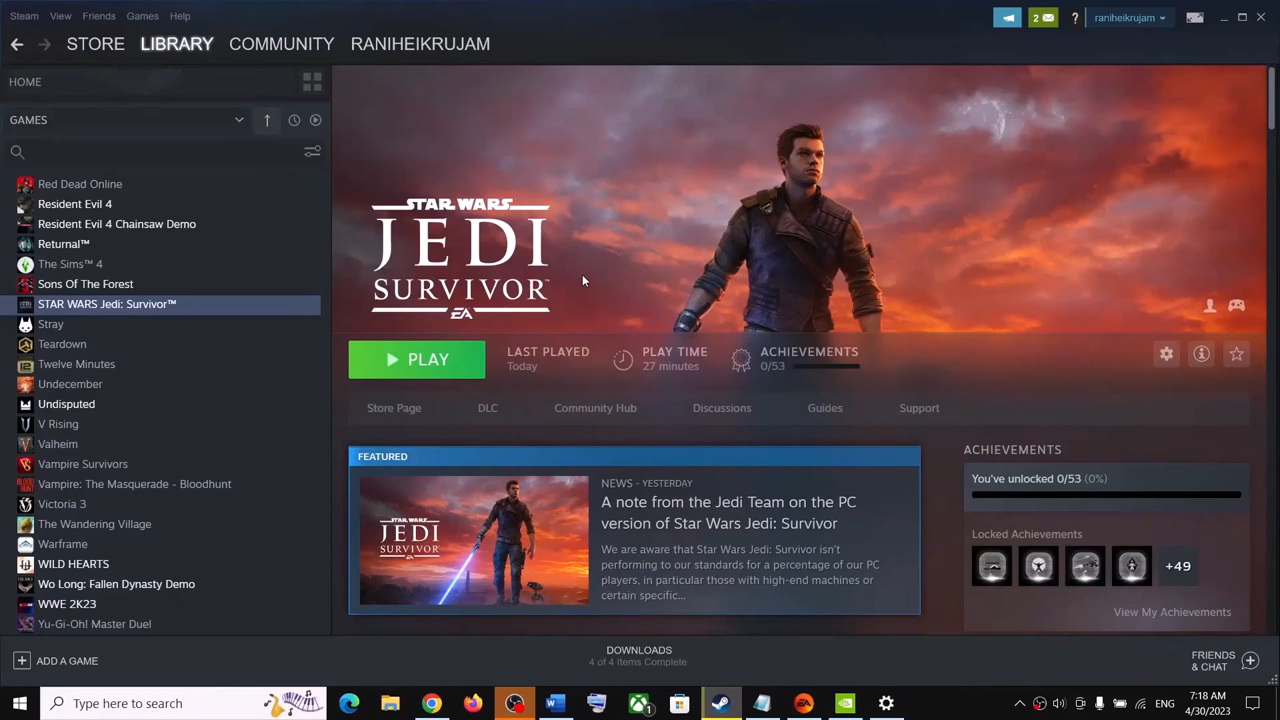 Steam View Friends Games Help
2
?
raniheikrujam
STORE LIBRARY COMMUNITY RANIHEIKRUJAM
HOME
GAMES
Red Dead Online
Resident Evil 4
Resident Evil 4 Chainsaw Demo
Returnal™
The Sims™ 4
Sons Of The Forest
STAR WARS Jedi: Survivor™
Stray
Teardown
Twelve Minutes
Undecember
Undisputed
V Rising
Valheim
Vampire Survivors
Vampire: The Masquerade - Bloodhunt
Victoria 3
The Wandering Village
Warframe
WILD HEARTS
Wo Long: Fallen Dynasty Demo
WWE 2K23
Yu-Gi-Oh! Master Duel
STAR WARS
JEDI
SURVIVOR™
EA
PLAY
LAST PLAYED
Today
PLAY TIME
27 minutes
ACHIEVEMENTS
0/53
Store Page DLC Community Hub Discussions Guides Support
FEATURED
STAR WARS
JEDI
SURVIVOR
NEWS - YESTERDAY
A note from the Jedi Team on the PC
version of Star Wars Jedi: Survivor
We are aware that Star Wars Jedi: Survivor isn't
performing to our standards for a percentage of our PC
players, in particular those with high-end machines or
certain specific...
ACHIEVEMENTS
You've unlocked 0/53 (0%)
Locked Achievements
+49
View My Achievements
ADD A GAME
DOWNLOADS
4 of 4 Items Complete
FRIENDS
& CHAT
Type here to search
1
ENG
7:18 AM
4/30/2023